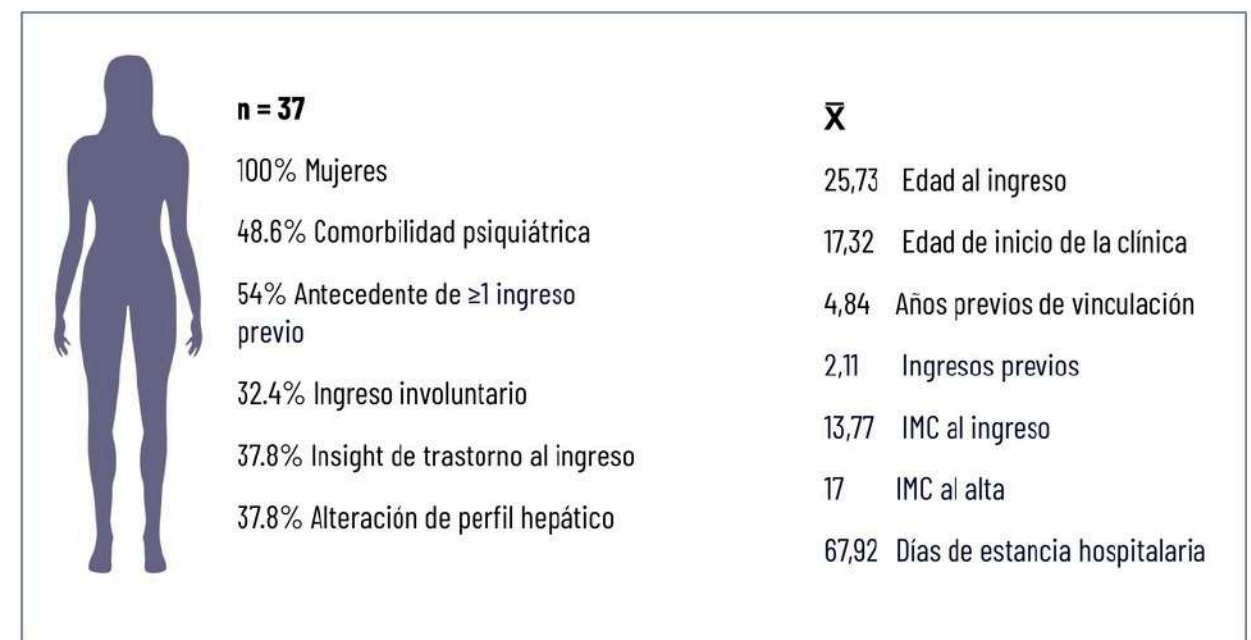 n = 37
100% Mujeres
48.6% Comorbilidad psiquiátrica
54% Antecedente de ≥1 ingreso
previo
32.4% Ingreso involuntario
37.8% Insight de trastorno al ingreso
37.8% Alteración de perfil hepático
X̅
25,73 Edad al ingreso
17,32 Edad de inicio de la clínica
4,84 Años previos de vinculación
2,11 Ingresos previos
13,77 IMC al ingreso
17 IMC al alta
67,92 Días de estancia hospitalaria